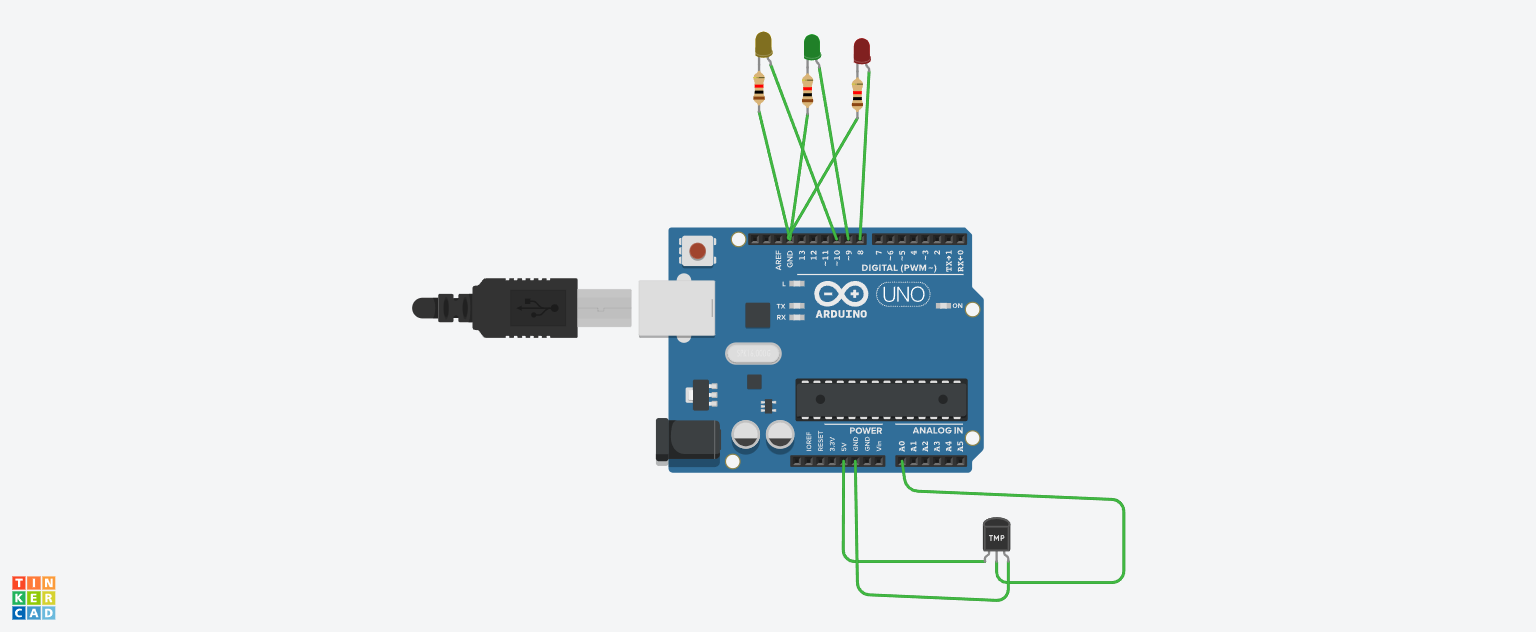 AREF
GND
13
12
~11
~10
~9
8
7
~6
~5
4
~3
2
TX→1
RX←0
DIGITAL (PWM~)
L
TX
RX
ARDUINO
UNO
ON
POWER
ANALOG IN
IOREF
RESET
3.3V
5V
GND
GND
Vin
A0
A1
A2
A3
A4
A5
TMP
TIN
KER
CAD